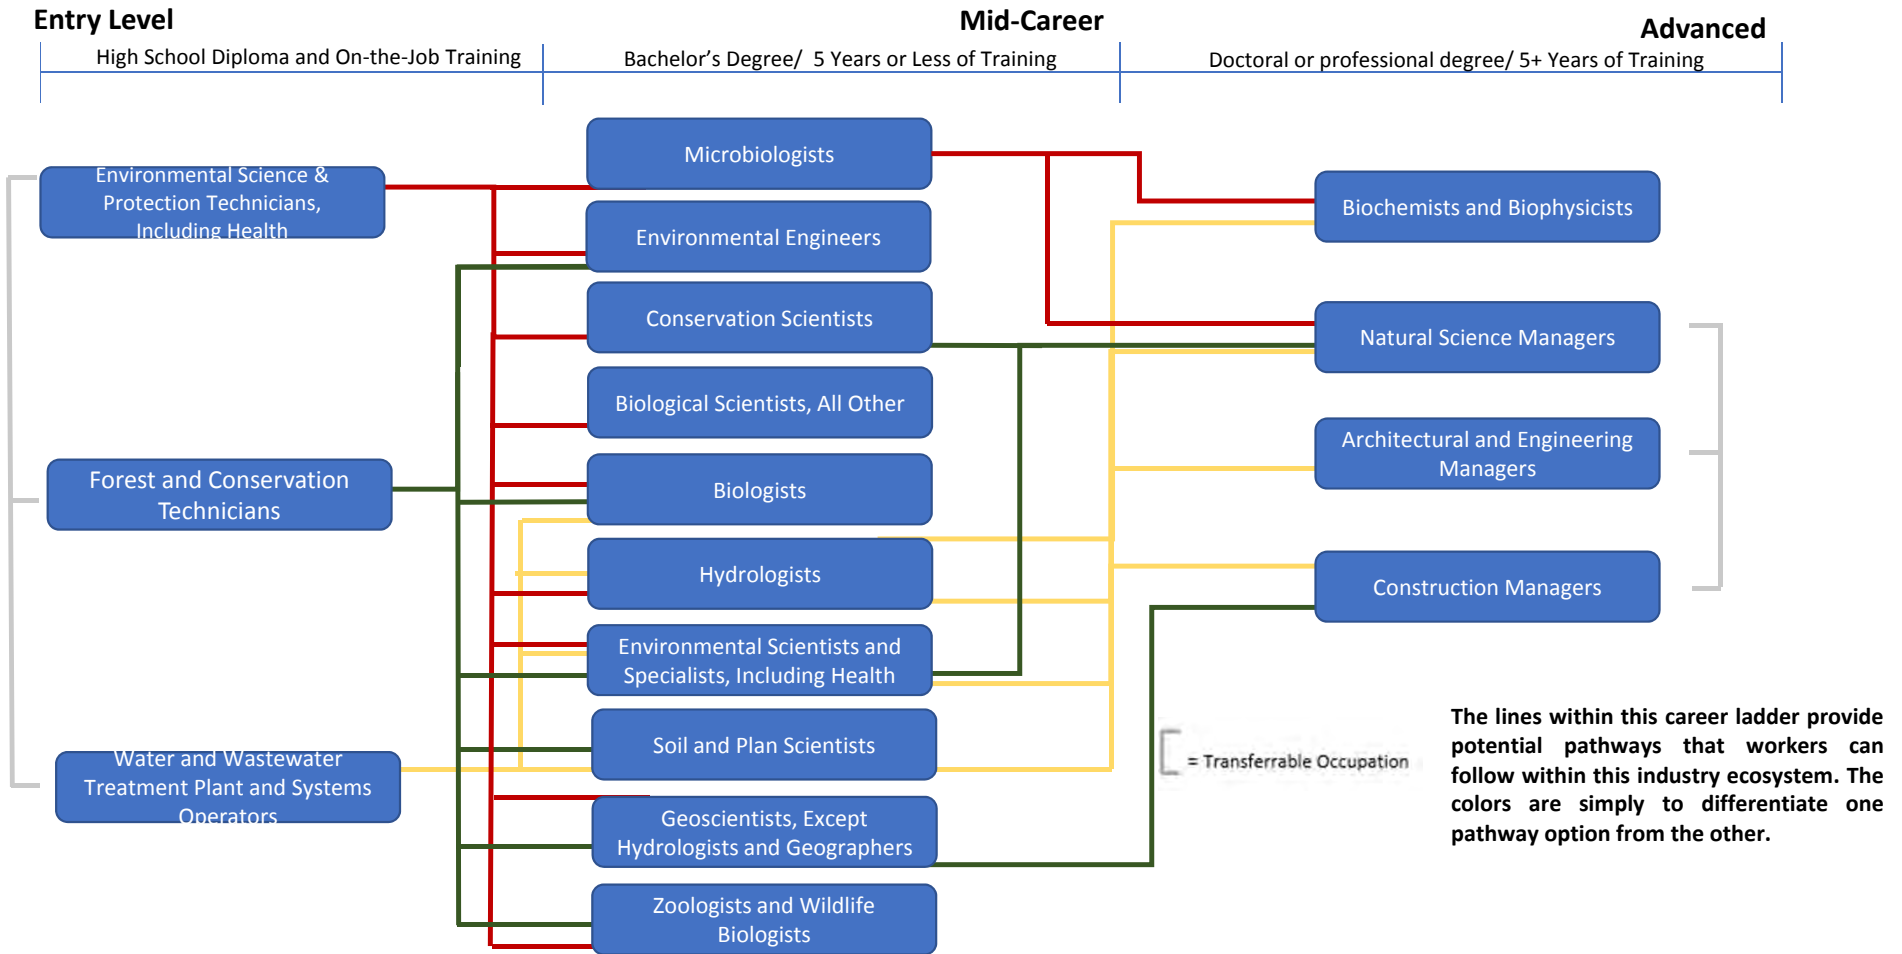 Entry Level
Mid-Career
Advanced
High School Diploma and On-the-Job Training
Bachelor’s Degree/ 5 Years or Less of Training
Doctoral or professional degree/ 5+ Years of Training
Environmental Science &
Protection Technicians,
Including Health
Forest and Conservation
Technicians
Water and Wastewater
Treatment Plant and Systems
Operators
Microbiologists
Environmental Engineers
Conservation Scientists
Biological Scientists, All Other
Biologists
Hydrologists
Environmental Scientists and
Specialists, Including Health
Soil and Plan Scientists
Geoscientists, Except
Hydrologists and Geographers
Zoologists and Wildlife
Biologists
Biochemists and Biophysicists
Natural Science Managers
Architectural and Engineering
Managers
Construction Managers
= Transferrable Occupation
The lines within this career ladder provide
potential pathways that workers can
follow within this industry ecosystem. The
colors are simply to differentiate one
pathway option from the other.